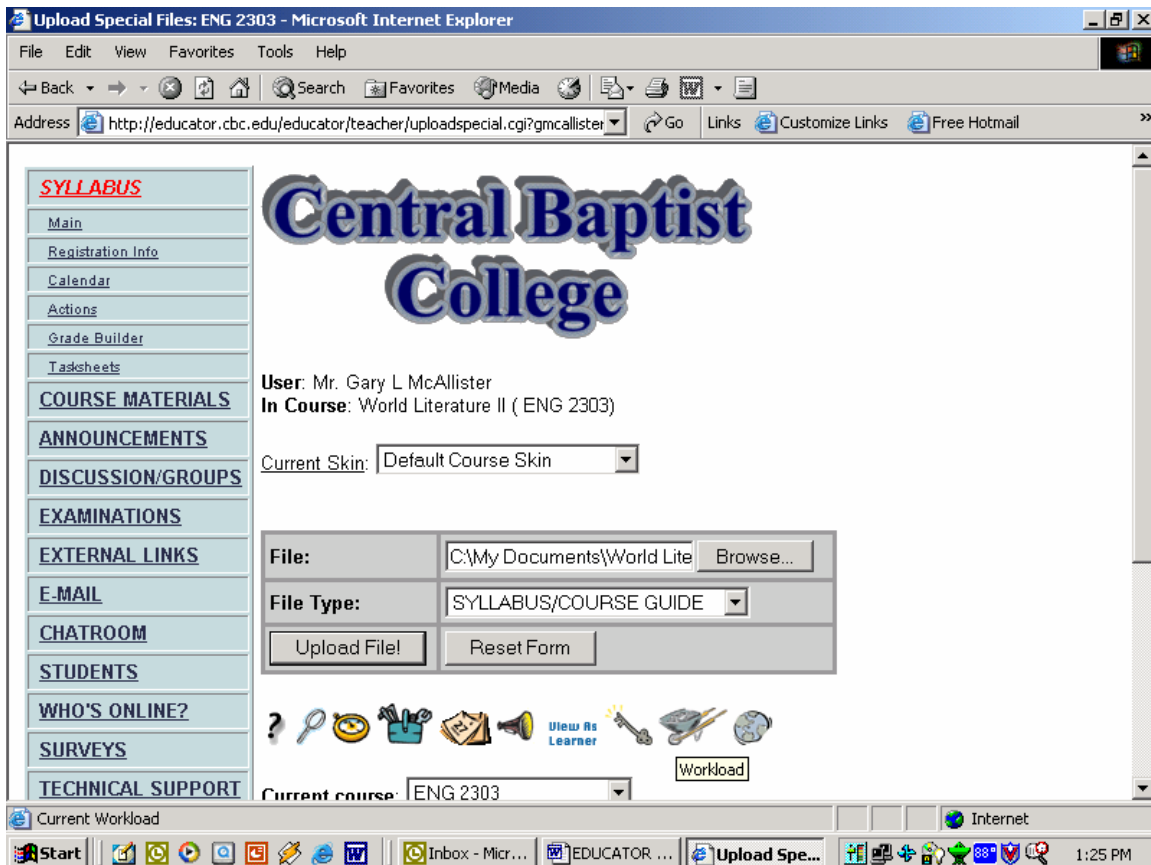 Upload Special Files: ENG 2303 - Microsoft Internet Explorer
File Edit View Favorites Tools Help
Back Search Favorites Media
Address http://educator.cbc.edu/educator/teacher/uploadspecial.cgi?gmcallister Go Links Customize Links Free Hotmail »
SYLLABUS
Main
Registration Info
Calendar
Actions
Grade Builder
Tasksheets
COURSE MATERIALS
ANNOUNCEMENTS
DISCUSSION/GROUPS
EXAMINATIONS
EXTERNAL LINKS
E-MAIL
CHATROOM
STUDENTS
WHO'S ONLINE?
SURVEYS
TECHNICAL SUPPORT
Central Baptist
College
User: Mr. Gary L McAllister
In Course: World Literature II ( ENG 2303)
Current Skin: Default Course Skin
File: C:\My Documents\World Lite Browse...
File Type: SYLLABUS/COURSE GUIDE
Upload File! Reset Form
View As
Learner
Workload
Current course: ENG 2303
Current Workload Internet
Start Inbox - Micr... EDUCATOR ... Upload Spe... 88° 1:25 PM